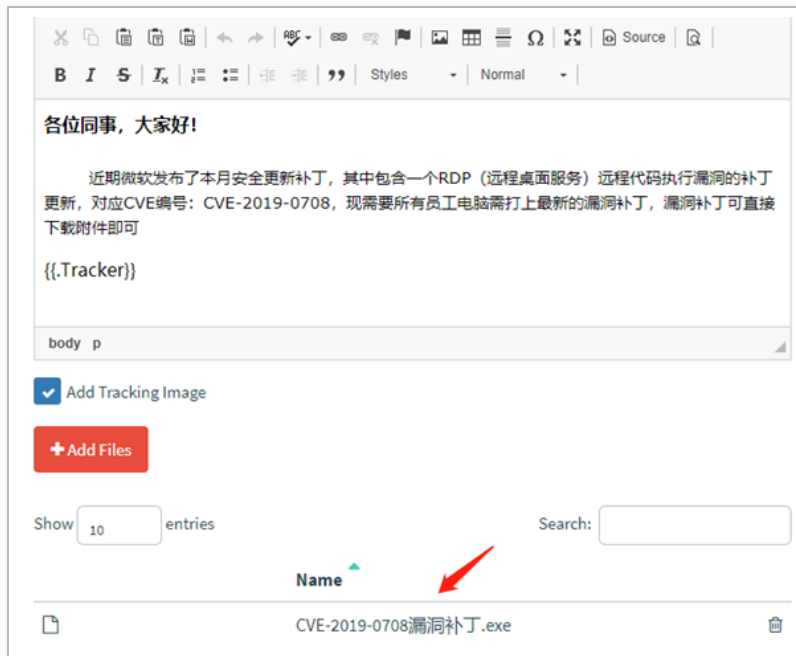 ABC
Source
B I S Tx Styles Normal
各位同事，大家好！
近期微软发布了本月安全更新补丁，其中包含一个RDP（远程桌面服务）远程代码执行漏洞的补丁
更新，对应CVE编号：CVE-2019-0708，现需要所有员工电脑需打上最新的漏洞补丁，漏洞补丁可直接
下载附件即可
{{.Tracker}}
body p
Add Tracking Image
+Add Files
Show 10 entries Search:
Name
CVE-2019-0708漏洞补丁.exe